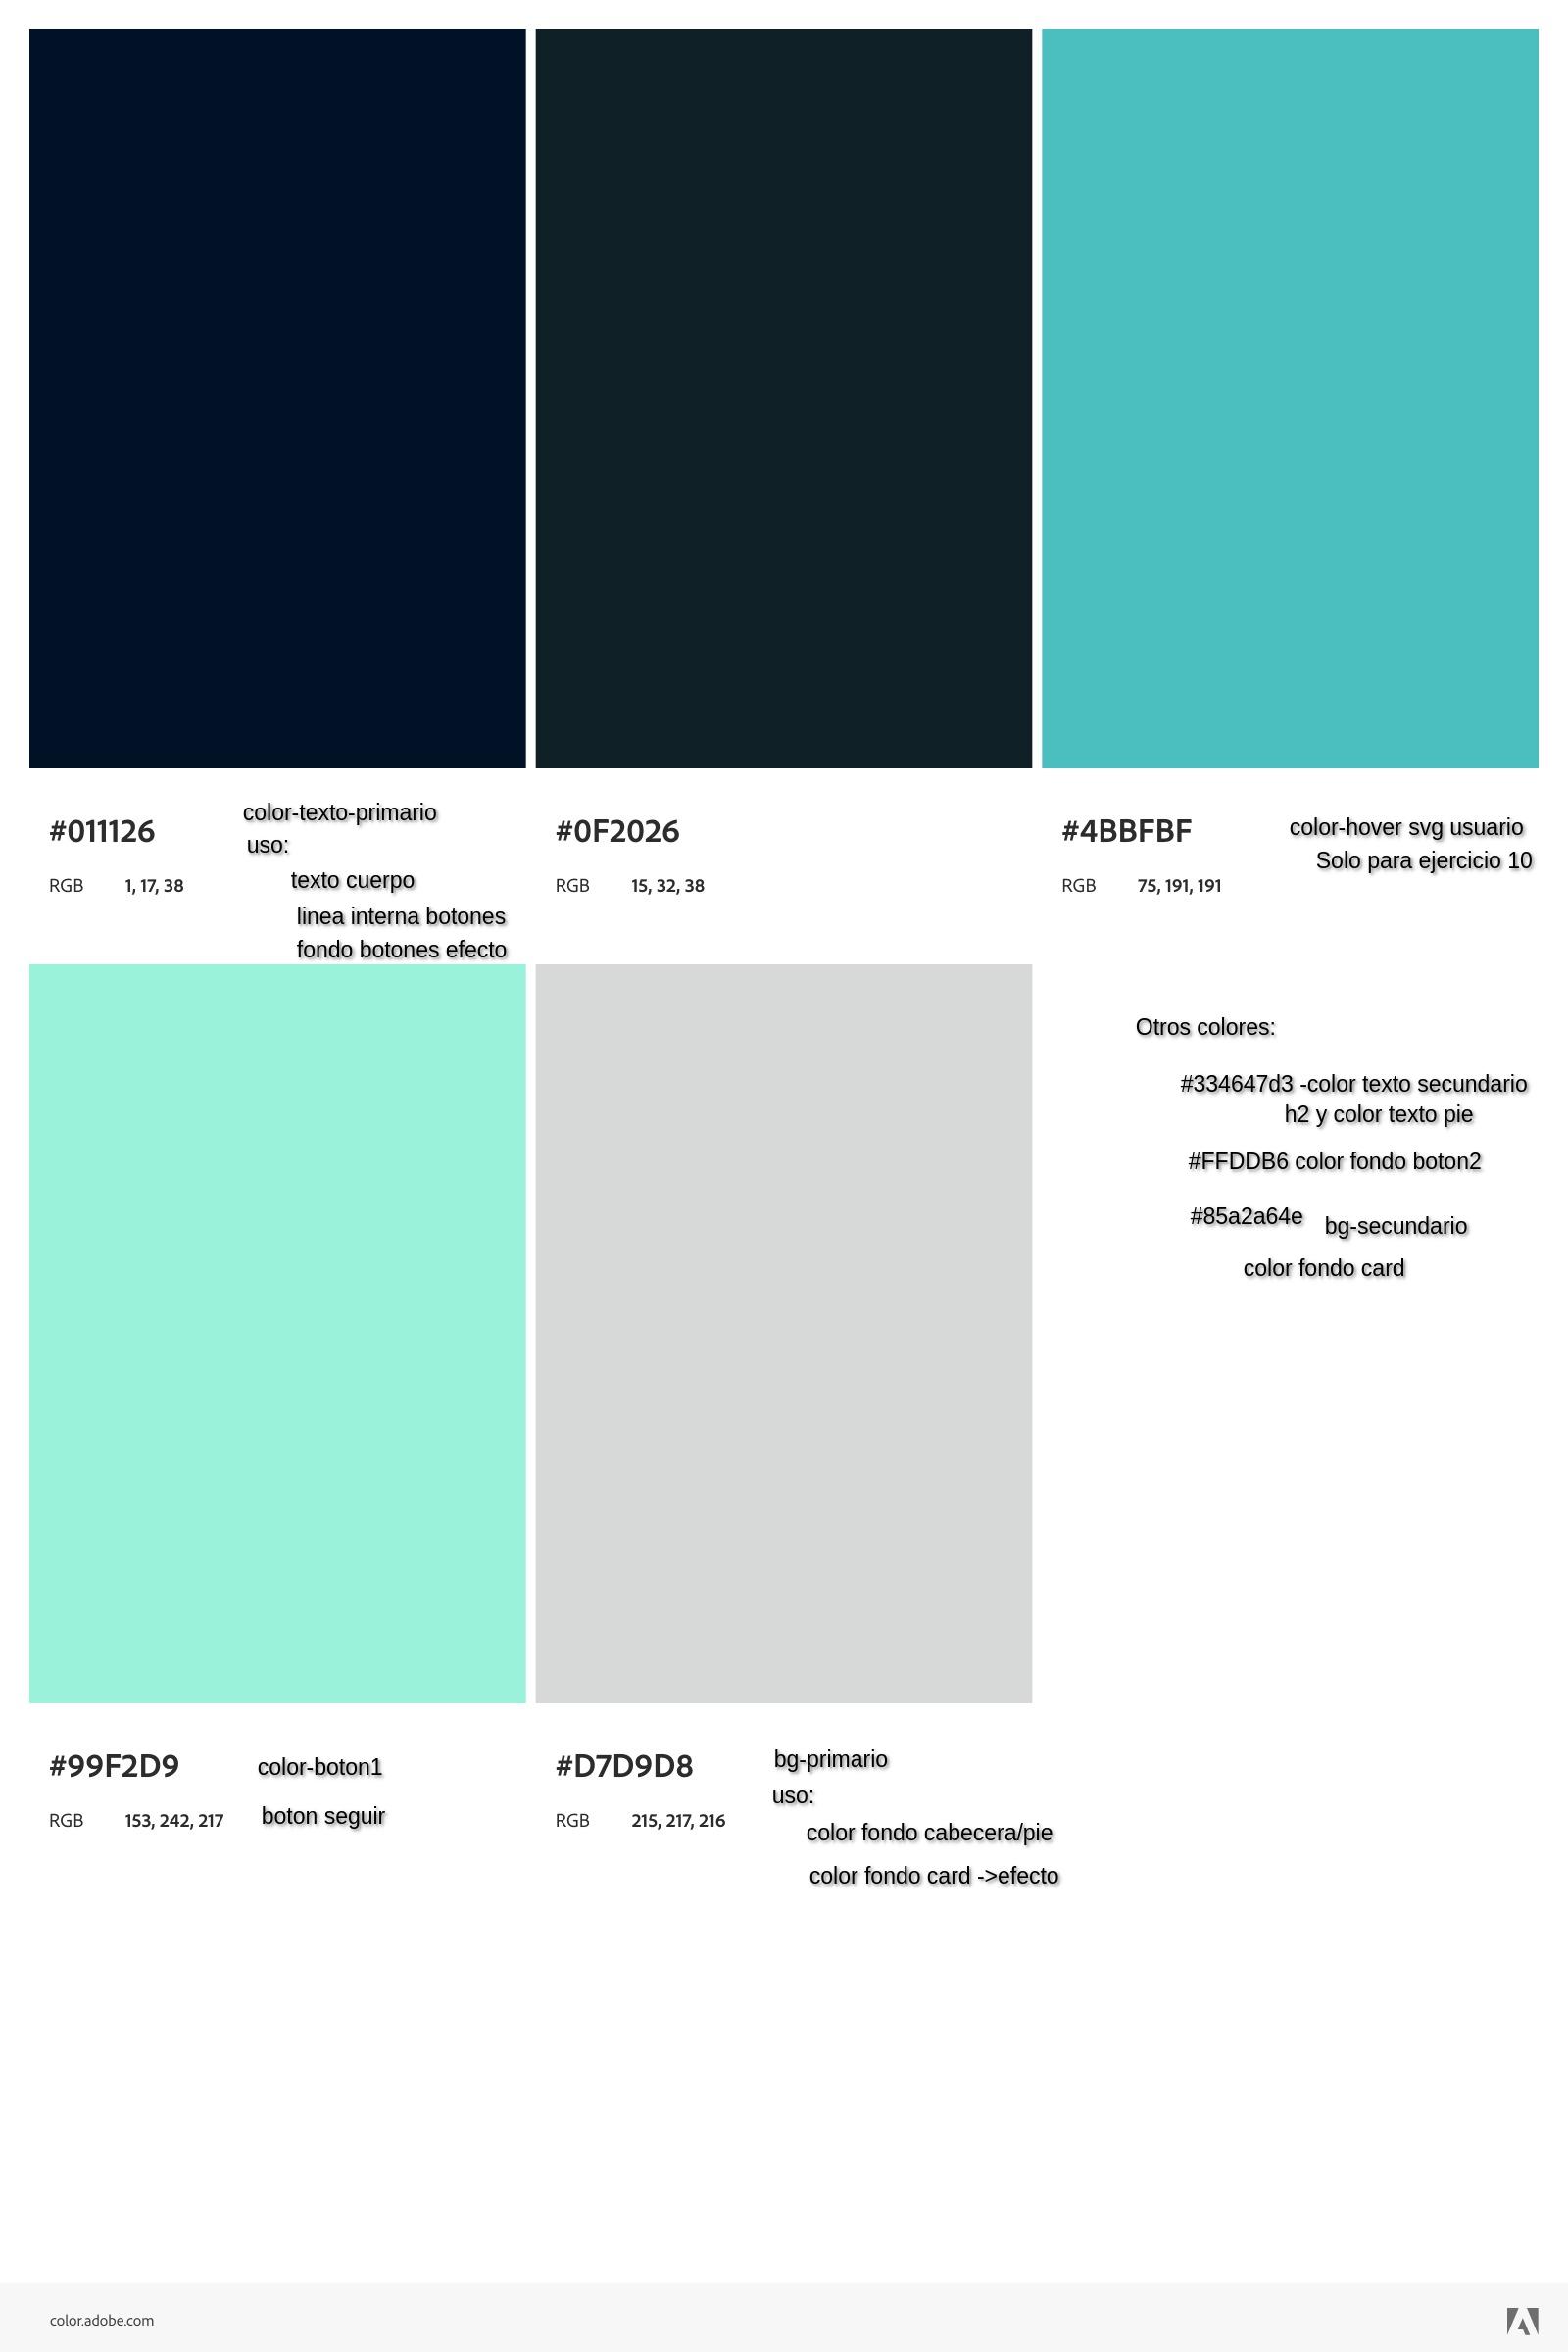 #011126
RGB 1, 17, 38
color-texto-primario
uso:
texto cuerpo
linea interna botones
fondo botones efecto
#0F2026
RGB 15, 32, 38
#4BBFBF
RGB 75, 191, 191
color-hover svg usuario
Solo para ejercicio 10
Otros colores:
#334647d3 -color texto secundario
h2 y color texto pie
#FFDDB6 color fondo boton2
#85a2a64e bg-secundario
color fondo card
#99F2D9
RGB 153, 242, 217
color-boton1
boton seguir
#D7D9D8
RGB 215, 217, 216
bg-primario
uso:
color fondo cabecera/pie
color fondo card ->efecto
color.adobe.com